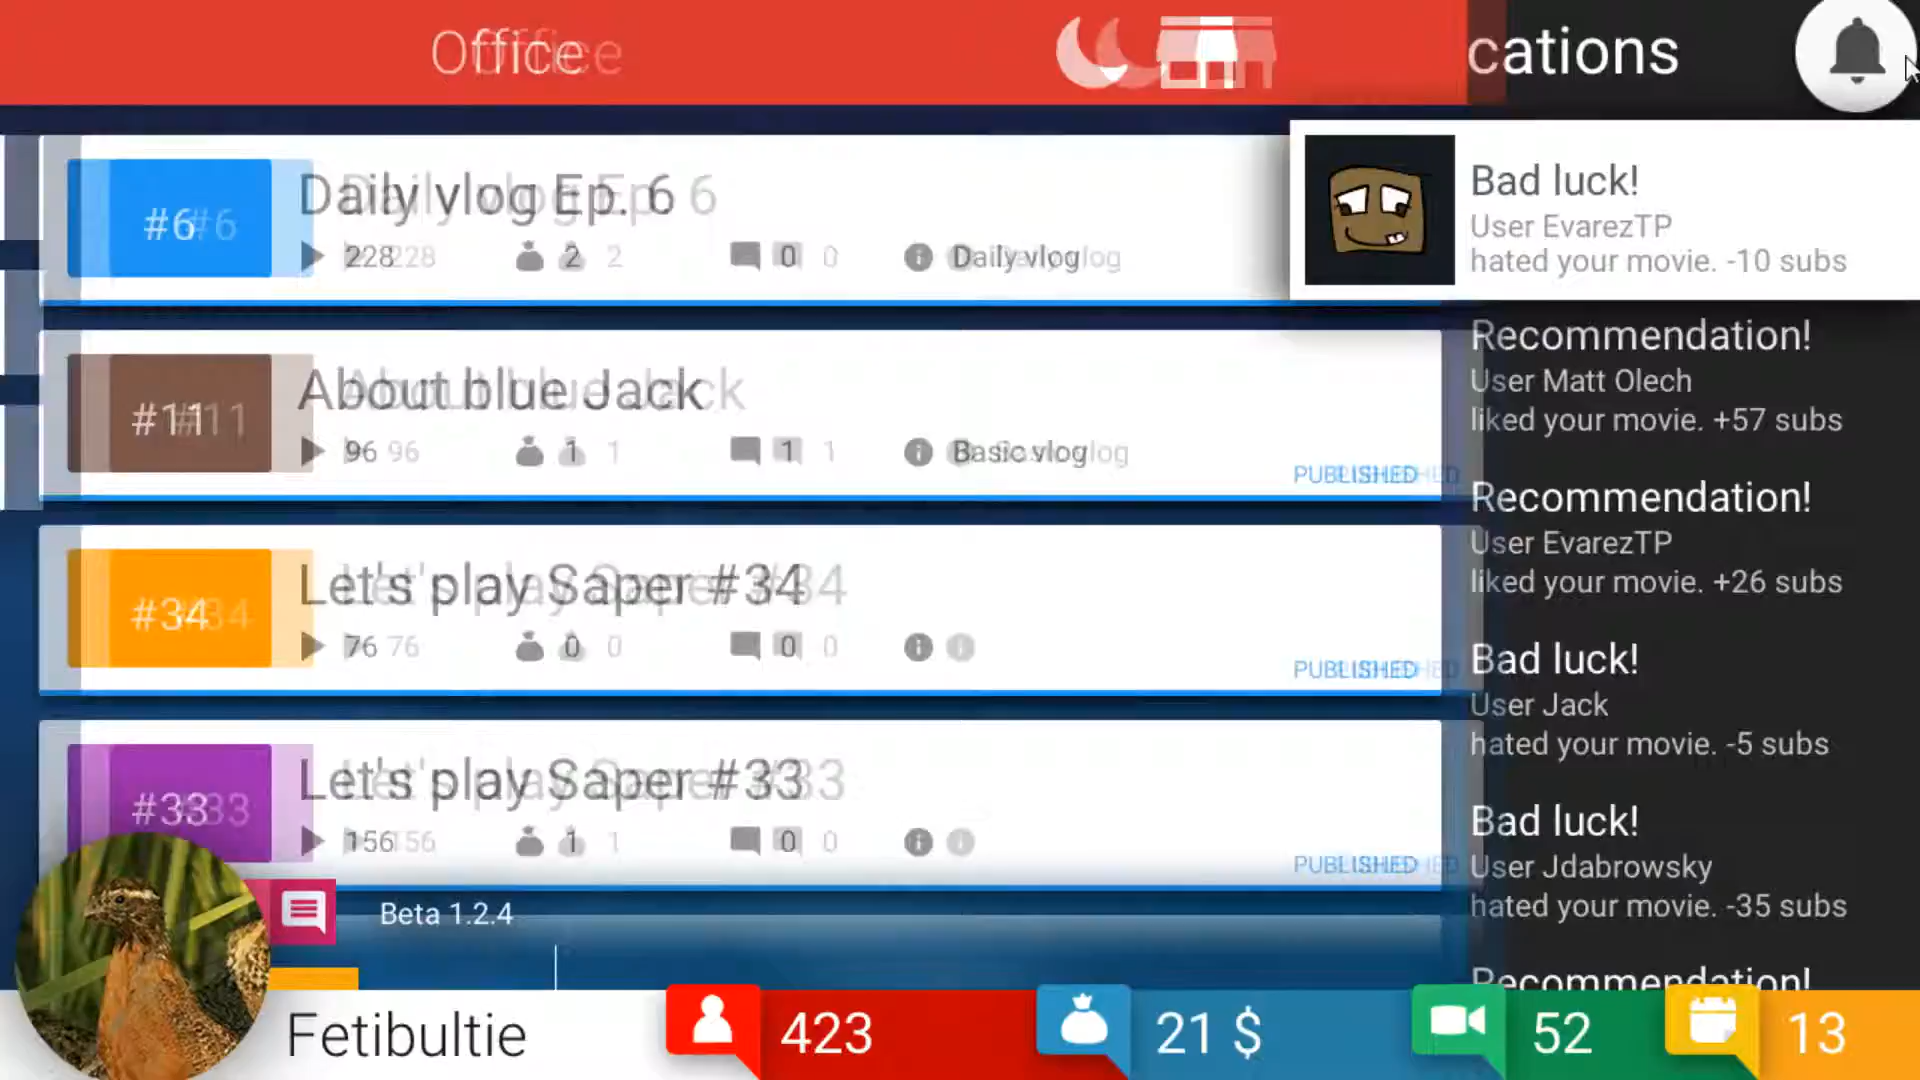 Office
cations
#6
Daily vlog Ep. 6
228
2
0
Daily vlog
Bad luck!
User EvarezTP
hated your movie. -10 subs
#11
About blue Jack
96
1
1
Basic vlog
PUBLISHED
Recommendation!
User Matt Olech
liked your movie. +57 subs
Recommendation!
User EvarezTP
liked your movie. +26 subs
#34
Let's play Saper #34
76
0
0
PUBLISHED
Bad luck!
User Jack
hated your movie. -5 subs
#33
Let's play Saper #33
156
1
0
PUBLISHED
Bad luck!
User Jdabrowsky
hated your movie. -35 subs
Recommendation!
Beta 1.2.4
Fetibultie
423
21 $
52
13